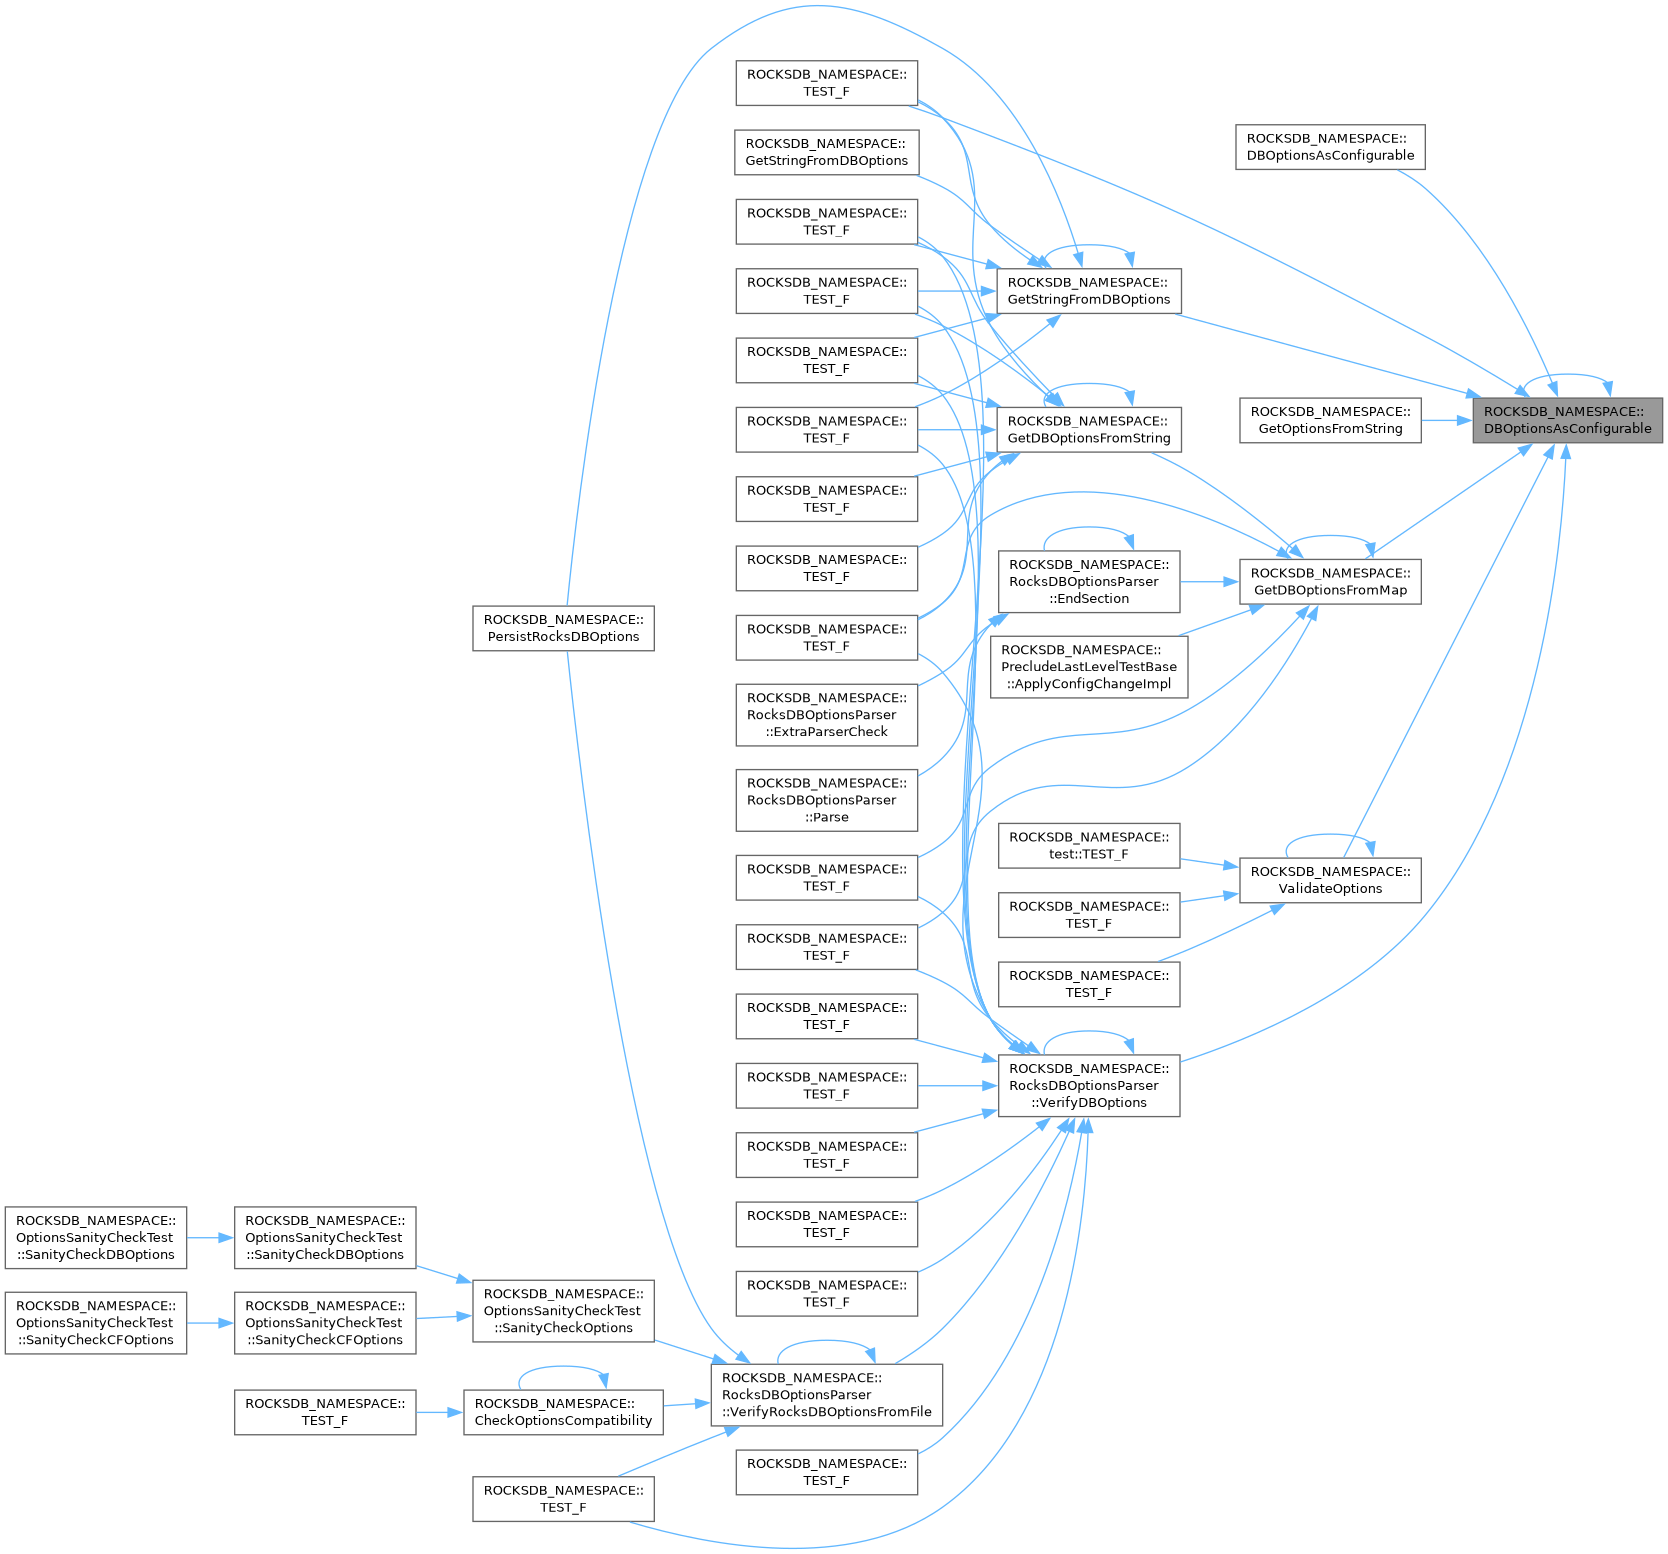 ROCKSDB_NAMESPACE::
TEST_F
ROCKSDB_NAMESPACE::
DBOptionsAsConfigurable
ROCKSDB_NAMESPACE::
GetStringFromDBOptions
ROCKSDB_NAMESPACE::
TEST_F
ROCKSDB_NAMESPACE::
TEST_F
ROCKSDB_NAMESPACE::
GetStringFromDBOptions
ROCKSDB_NAMESPACE::
TEST_F
ROCKSDB_NAMESPACE::
TEST_F
ROCKSDB_NAMESPACE::
GetDBOptionsFromString
ROCKSDB_NAMESPACE::
GetOptionsFromString
ROCKSDB_NAMESPACE::
DBOptionsAsConfigurable
ROCKSDB_NAMESPACE::
TEST_F
ROCKSDB_NAMESPACE::
TEST_F
ROCKSDB_NAMESPACE::
RocksDBOptionsParser
::EndSection
ROCKSDB_NAMESPACE::
GetDBOptionsFromMap
ROCKSDB_NAMESPACE::
PersistRocksDBOptions
ROCKSDB_NAMESPACE::
TEST_F
ROCKSDB_NAMESPACE::
PrecludeLastLevelTestBase
::ApplyConfigChangeImpl
ROCKSDB_NAMESPACE::
RocksDBOptionsParser
::ExtraParserCheck
ROCKSDB_NAMESPACE::
RocksDBOptionsParser
::Parse
ROCKSDB_NAMESPACE::
test::TEST_F
ROCKSDB_NAMESPACE::
TEST_F
ROCKSDB_NAMESPACE::
ValidateOptions
ROCKSDB_NAMESPACE::
TEST_F
ROCKSDB_NAMESPACE::
TEST_F
ROCKSDB_NAMESPACE::
TEST_F
ROCKSDB_NAMESPACE::
TEST_F
ROCKSDB_NAMESPACE::
TEST_F
ROCKSDB_NAMESPACE::
RocksDBOptionsParser
::VerifyDBOptions
ROCKSDB_NAMESPACE::
TEST_F
ROCKSDB_NAMESPACE::
TEST_F
ROCKSDB_NAMESPACE::
OptionsSanityCheckTest
::SanityCheckDBOptions
ROCKSDB_NAMESPACE::
OptionsSanityCheckTest
::SanityCheckDBOptions
ROCKSDB_NAMESPACE::
TEST_F
ROCKSDB_NAMESPACE::
OptionsSanityCheckTest
::SanityCheckCFOptions
ROCKSDB_NAMESPACE::
OptionsSanityCheckTest
::SanityCheckCFOptions
ROCKSDB_NAMESPACE::
OptionsSanityCheckTest
::SanityCheckOptions
ROCKSDB_NAMESPACE::
RocksDBOptionsParser
::VerifyRocksDBOptionsFromFile
ROCKSDB_NAMESPACE::
TEST_F
ROCKSDB_NAMESPACE::
CheckOptionsCompatibility
ROCKSDB_NAMESPACE::
TEST_F
ROCKSDB_NAMESPACE::
TEST_F